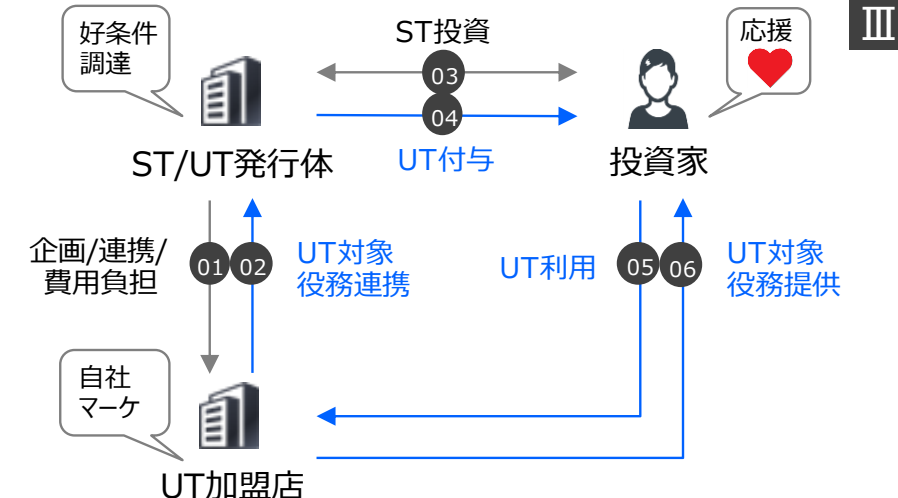 好条件
調達
ST投資
応援
Ⅲ
03
04
ST/UT発行体
UT付与
投資家
企画/連携/
費用負担
01
02
UT対象
役務連携
UT利用
05
06
UT対象
役務提供
自社
マーケ
UT加盟店